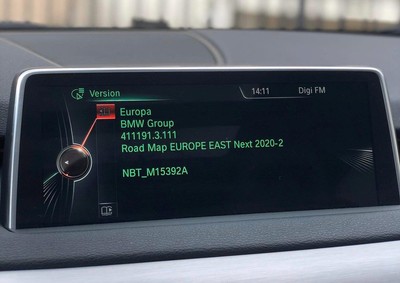 Version
14:11
Digi FM
Europa
BMW Group
411191.3.111
Road Map EUROPE EAST Next 2020-2
NBT_M15392A